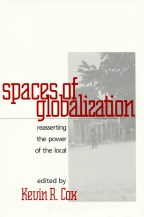 spaces of
globalization
reasserting
the power
of the local
edited by
Kevin R. Cox